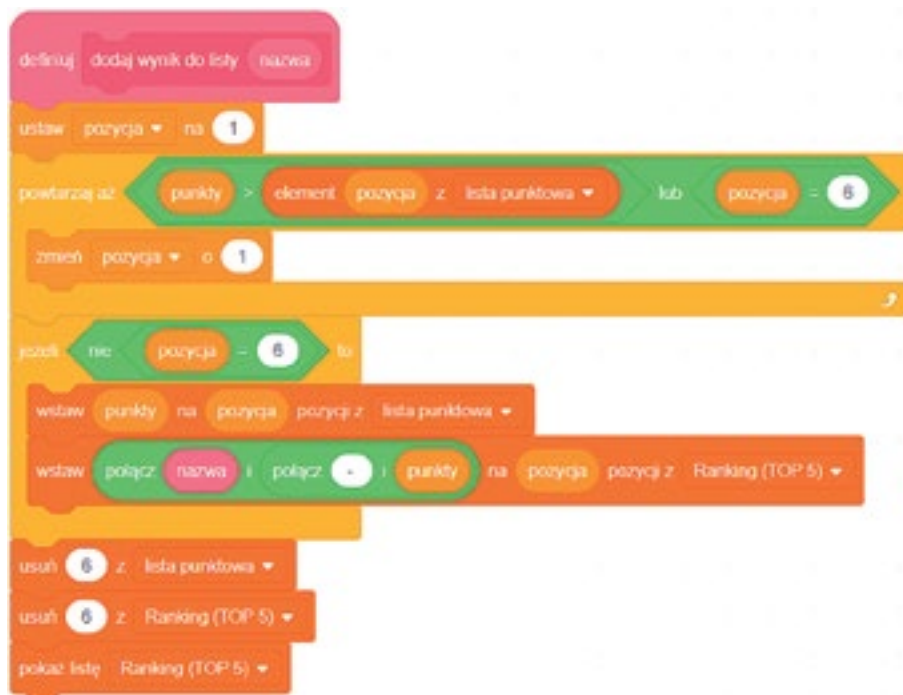 definiuj dodaj wynik do listy nazwa
ustaw pozycja na 1
powtarzaj aż punkty > element pozycja z lista punktowa lub pozycja = 6
zmień pozycja o 1
jeżeli nie pozycja = 6 to
wstaw punkty na pozycja pozycji z lista punktowa
wstaw połącz nazwa i połącz - i punkty na pozycja pozycji z Ranking (TOP 5)
usuń 6 z lista punktowa
usuń 6 z Ranking (TOP 5)
pokaż listę Ranking (TOP 5)